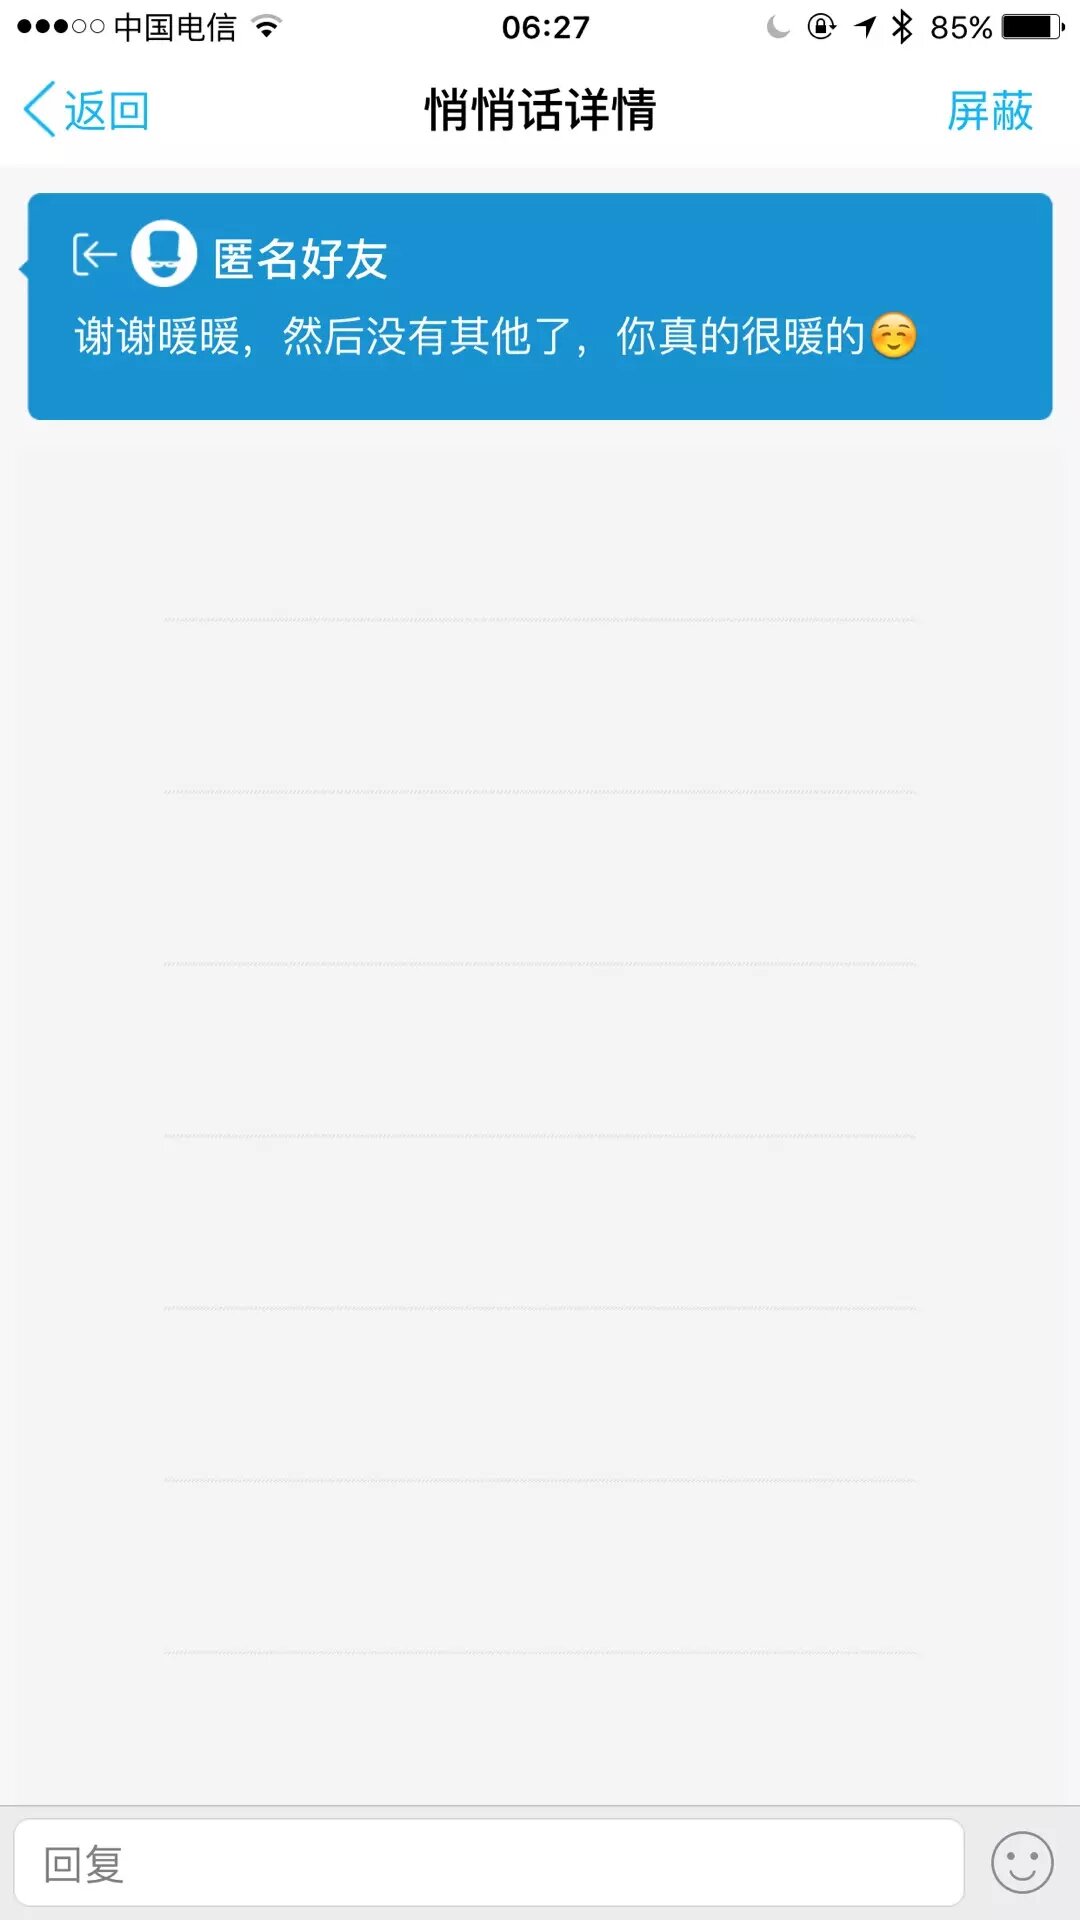 中国电信 06:27 85%
返回 悄悄话详情 屏蔽
匿名好友
谢谢暖暖，然后没有其他了，你真的很暖的☺️
回复